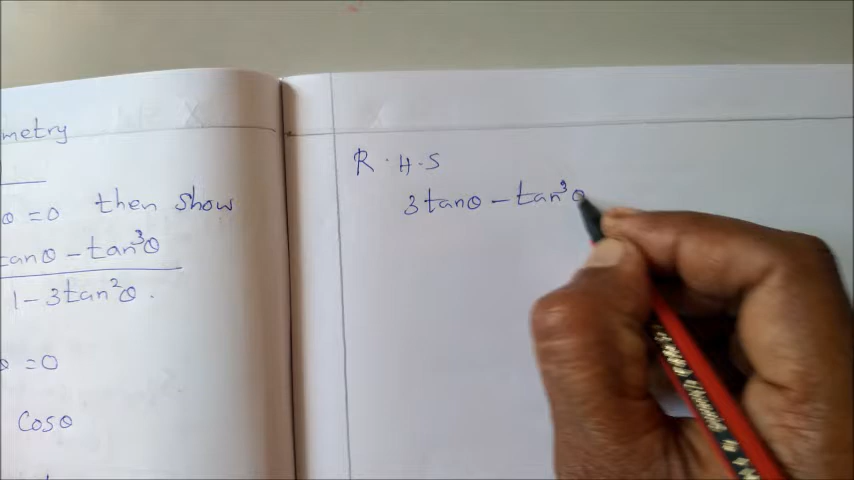 metry
θ = 0 then show
tanθ - tan³θ
1 - 3tan²θ.
θ = 0
Cosθ
R.H.S
3tanθ - tan³θ